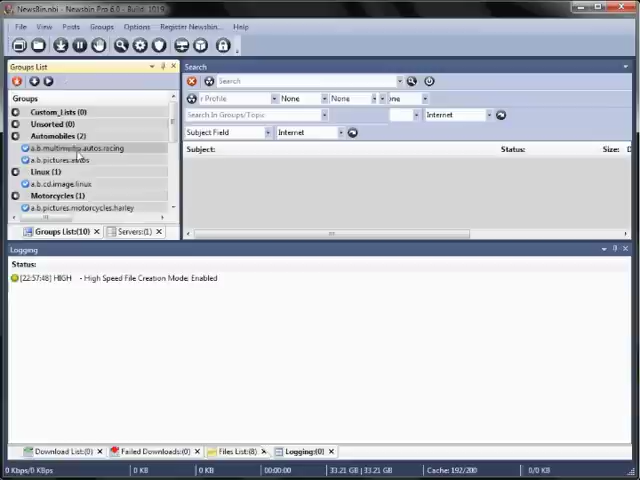 NewsBin.nbi - Newsbin Pro 6.0 - Build: 1019
File View Posts Groups Options Register Newsbin... Help
Groups List
Search
Search
Groups
r Profile None None one
Custom_Lists (0)
Search In Groups/Topic Internet
Unsorted (0)
Subject Field Internet
Automobiles (2)
a.b.multimedia.autos.racing
Subject: Status: Size: D
a.b.pictures.autos
Linux (1)
a.b.cd.image.linux
Motorcycles (1)
a.b.pictures.motorcycles.harley
Groups List:(10) Servers:(1)
Logging
Status:
[22:57:48] HIGH - High Speed File Creation Mode: Enabled
Download List:(0) Failed Downloads:(0) Files List:(8) Logging:(0)
0 Kbps/0 KBps 0 KB 0 KB 00:00:00 33.21 GB | 33.21 GB Cache: 192/200 0/0 KB